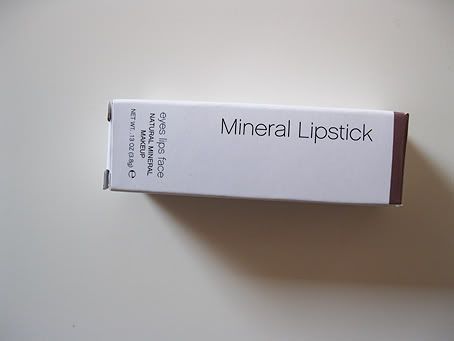 Mineral Lipstick
eyes lips face
NATURAL MINERAL
MAKEUP
NET WT. .13 OZ (3.8g) ℮